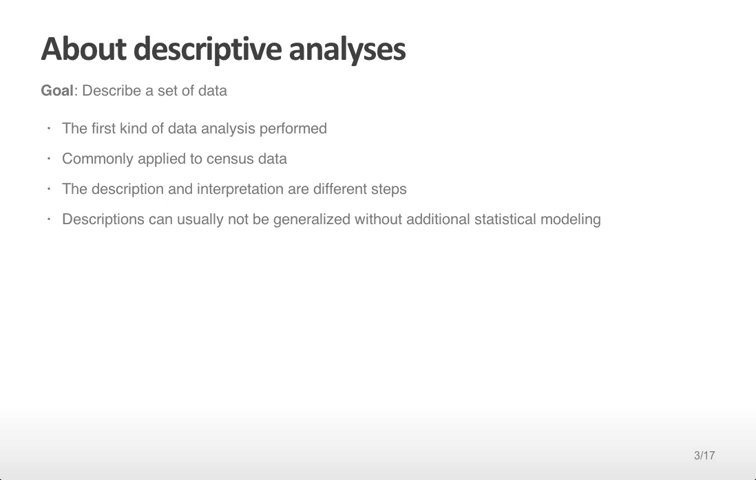 About descriptive analyses
Goal: Describe a set of data
· The first kind of data analysis performed
· Commonly applied to census data
· The description and interpretation are different steps
· Descriptions can usually not be generalized without additional statistical modeling
3/17